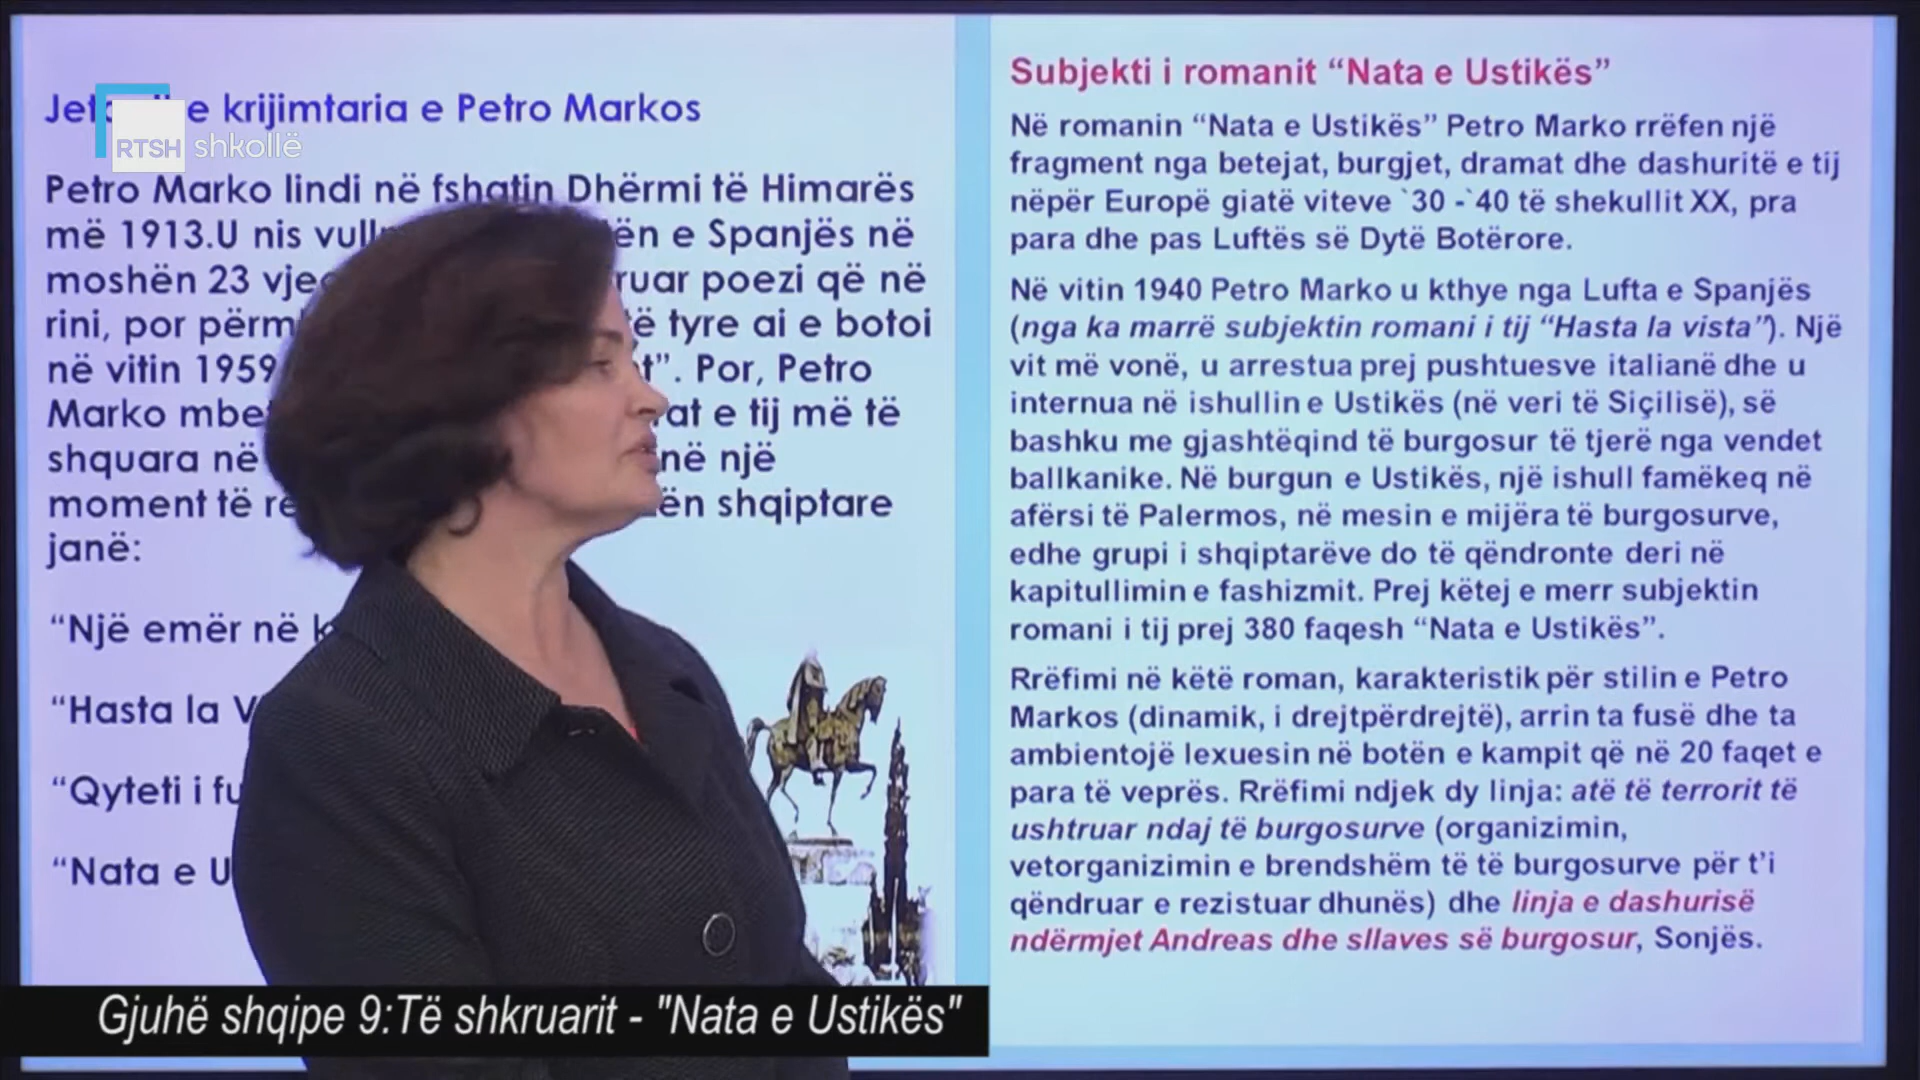 Jeta e krijimtaria e Petro Markos
RTSH shkollë
Petro Marko lindi në fshatin Dhërmi të Himarës
më 1913.U nis e Spanjës në
moshën 23 poezi që në
rini, por tyre ai e botoi
në vitin 1959 Por, Petro
Marko e tij më të
shquara në në një
moment të shqiptare
janë:
“Një emër në
“Hasta la
“Qyteti i
“Nata e
Subjekti i romanit “Nata e Ustikës”
Në romanin “Nata e Ustikës” Petro Marko rrëfen një
fragment nga betejat, burgjet, dramat dhe dashuritë e tij
nëpër Europë gjatë viteve `30 -`40 të shekullit XX, pra
para dhe pas Luftës së Dytë Botërore.
Në vitin 1940 Petro Marko u kthye nga Lufta e Spanjës
(nga ka marrë subjektin romani i tij “Hasta la vista”). Një
vit më vonë, u arrestua prej pushtuesve italianë dhe u
internua në ishullin e Ustikës (në veri të Siçilisë), së
bashku me gjashtëqind të burgosur të tjerë nga vendet
ballkanike. Në burgun e Ustikës, një ishull famëkeq në
afërsi të Palermos, në mesin e mijëra të burgosurve,
edhe grupi i shqiptarëve do të qëndronte deri në
kapitullimin e fashizmit. Prej këtej e merr subjektin
romani i tij prej 380 faqesh “Nata e Ustikës”.
Rrëfimi në këtë roman, karakteristik për stilin e Petro
Markos (dinamik, i drejtpërdrejtë), arrin ta fusë dhe ta
ambientojë lexuesin në botën e kampit që në 20 faqet e
para të veprës. Rrëfimi ndjek dy linja: atë të terrorit të
ushtruar ndaj të burgosurve (organizimin,
vetorganizimin e brendshëm të të burgosurve për t’i
qëndruar e rezistuar dhunës) dhe linja e dashurisë
ndërmjet Andreas dhe sllaves së burgosur, Sonjës.
Gjuhë shqipe 9:Të shkruarit - "Nata e Ustikës"